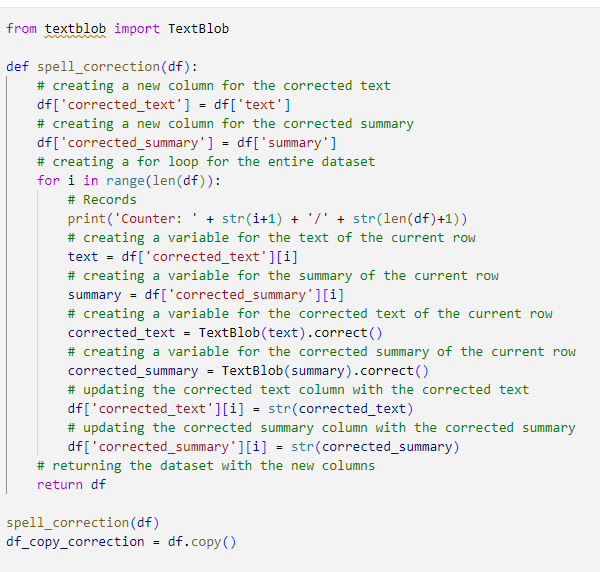 from textblob import TextBlob
def spell_correction(df):
    # creating a new column for the corrected text
    df['corrected_text'] = df['text']
    # creating a new column for the corrected summary
    df['corrected_summary'] = df['summary']
    # creating a for loop for the entire dataset
    for i in range(len(df)):
        # Records
        print('Counter: ' + str(i+1) + '/' + str(len(df)+1))
        # creating a variable for the text of the current row
        text = df['corrected_text'][i]
        # creating a variable for the summary of the current row
        summary = df['corrected_summary'][i]
        # creating a variable for the corrected text of the current row
        corrected_text = TextBlob(text).correct()
        # creating a variable for the corrected summary of the current row
        corrected_summary = TextBlob(summary).correct()
        # updating the corrected text column with the corrected text
        df['corrected_text'][i] = str(corrected_text)
        # updating the corrected summary column with the corrected summary
        df['corrected_summary'][i] = str(corrected_summary)
    # returning the dataset with the new columns
    return df
spell_correction(df)
df_copy_correction = df.copy()